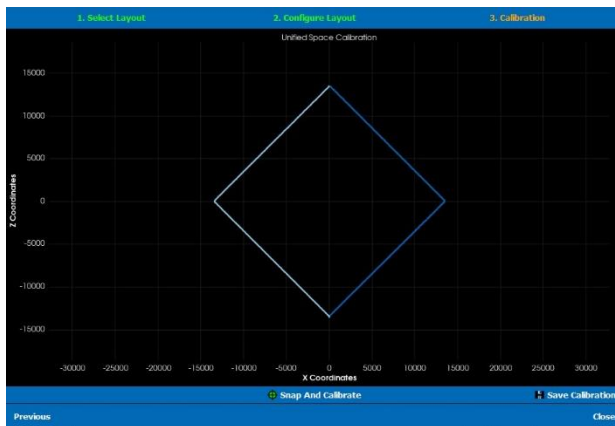 1. Select Layout 2. Configure Layout 3. Calibration
Unified Space Calibration
15000
10000
5000
0
-5000
-10000
-15000
Z Coordinates
-30000 -25000 -20000 -15000 -10000 -5000 0 5000 10000 15000 20000 25000 30000
X Coordinates
Snap And Calibrate Save Calibration
Previous Close